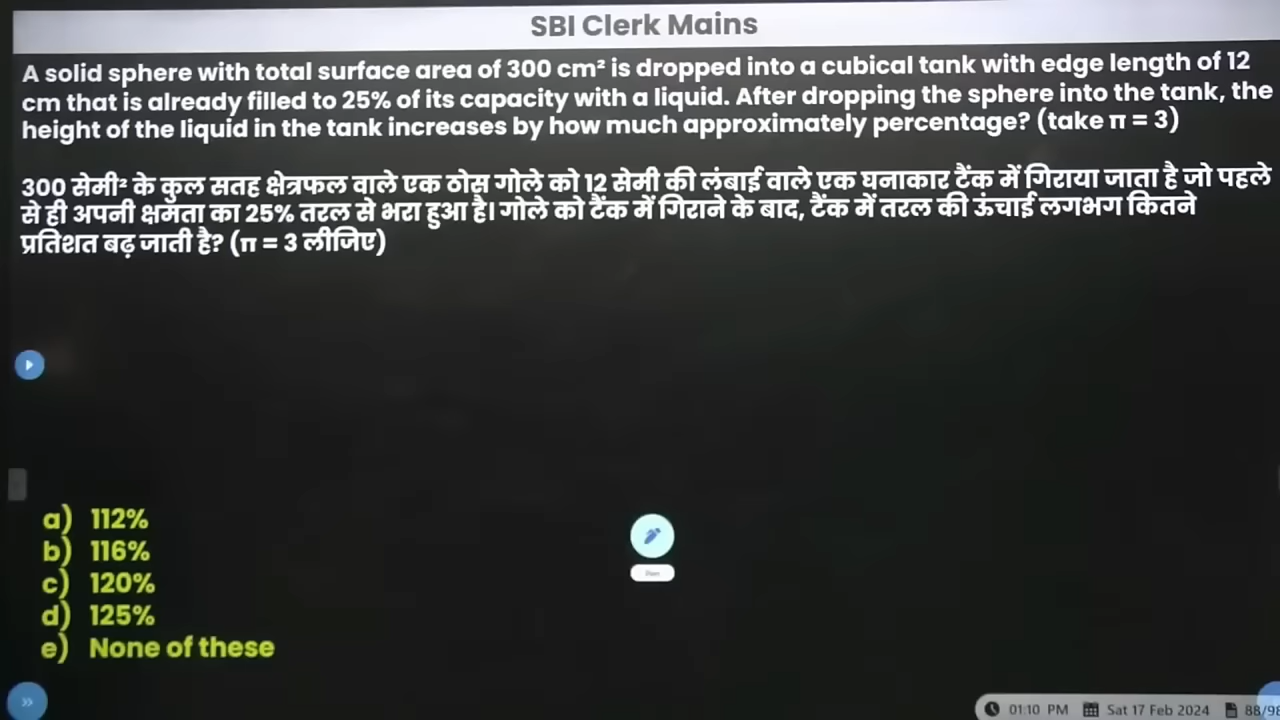 SBI Clerk Mains
A solid sphere with total surface area of 300 cm² is dropped into a cubical tank with edge length of 12
cm that is already filled to 25% of its capacity with a liquid. After dropping the sphere into the tank, the
height of the liquid in the tank increases by how much approximately percentage? (take π = 3)
300 सेमी² के कुल सतह क्षेत्रफल वाले एक ठोस गोले को 12 सेमी की लंबाई वाले एक घनाकार टैंक में गिराया जाता है जो पहले
से ही अपनी क्षमता का 25% तरल से भरा हुआ है। गोले को टैंक में गिराने के बाद, टैंक में तरल की ऊंचाई लगभग कितने
प्रतिशत बढ़ जाती है? (π = 3 लीजिए)
a) 112%
b) 116%
c) 120%
d) 125%
e) None of these
01:10 PM Sat 17 Feb 2024 88/98